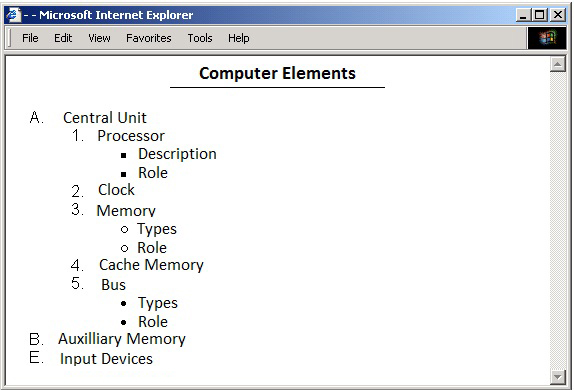 - - Microsoft Internet Explorer
File Edit View Favorites Tools Help
Computer Elements
A. Central Unit
1. Processor
▪ Description
▪ Role
2. Clock
3. Memory
○ Types
○ Role
4. Cache Memory
5. Bus
• Types
• Role
B. Auxilliary Memory
E. Input Devices